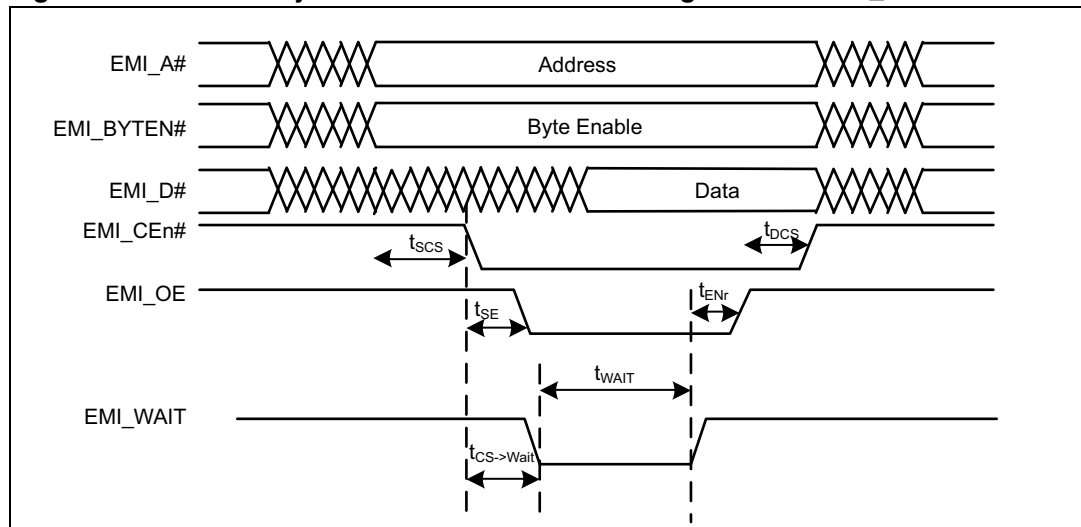 EMI_A#
Address
EMI_BYTEN#
Byte Enable
EMI_D#
Data
EMI_CEn#
tSCS
tDCS
EMI_OE
tSE
tENr
tWAIT
EMI_WAIT
tCS->Wait